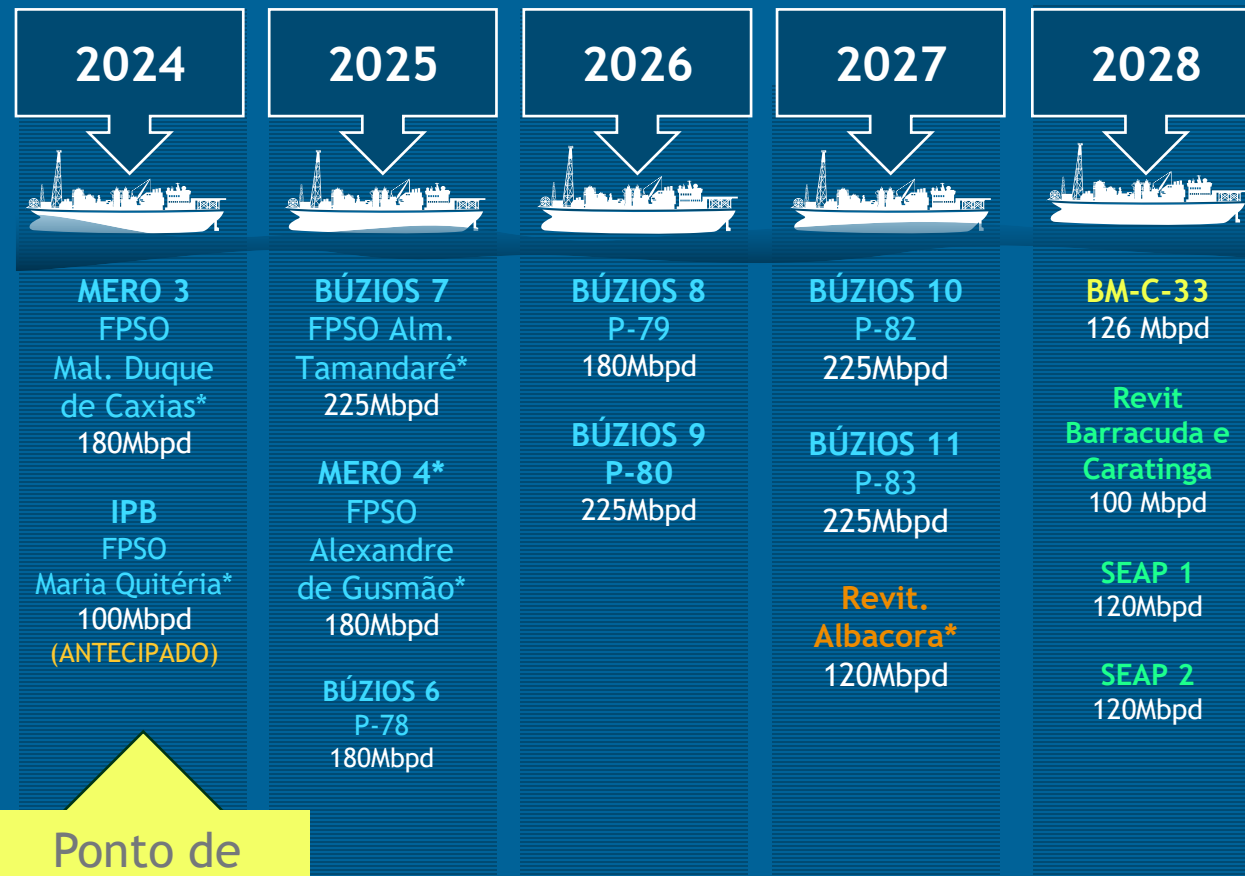 2024
MERO 3
FPSO
Mal. Duque
de Caxias*
180Mbpd
IPB
FPSO
Maria Quitéria*
100Mbpd
(ANTECIPADO)
Ponto de
2025
BÚZIOS 7
FPSO Alm.
Tamandaré*
225Mbpd
MERO 4*
FPSO
Alexandre
de Gusmão*
180Mbpd
BÚZIOS 6
P-78
180Mbpd
2026
BÚZIOS 8
P-79
180Mbpd
BÚZIOS 9
P-80
225Mbpd
2027
BÚZIOS 10
P-82
225Mbpd
BÚZIOS 11
P-83
225Mbpd
Revit.
Albacora*
120Mbpd
2028
BM-C-33
126 Mbpd
Revit
Barracuda e
Caratinga
100 Mbpd
SEAP 1
120Mbpd
SEAP 2
120Mbpd